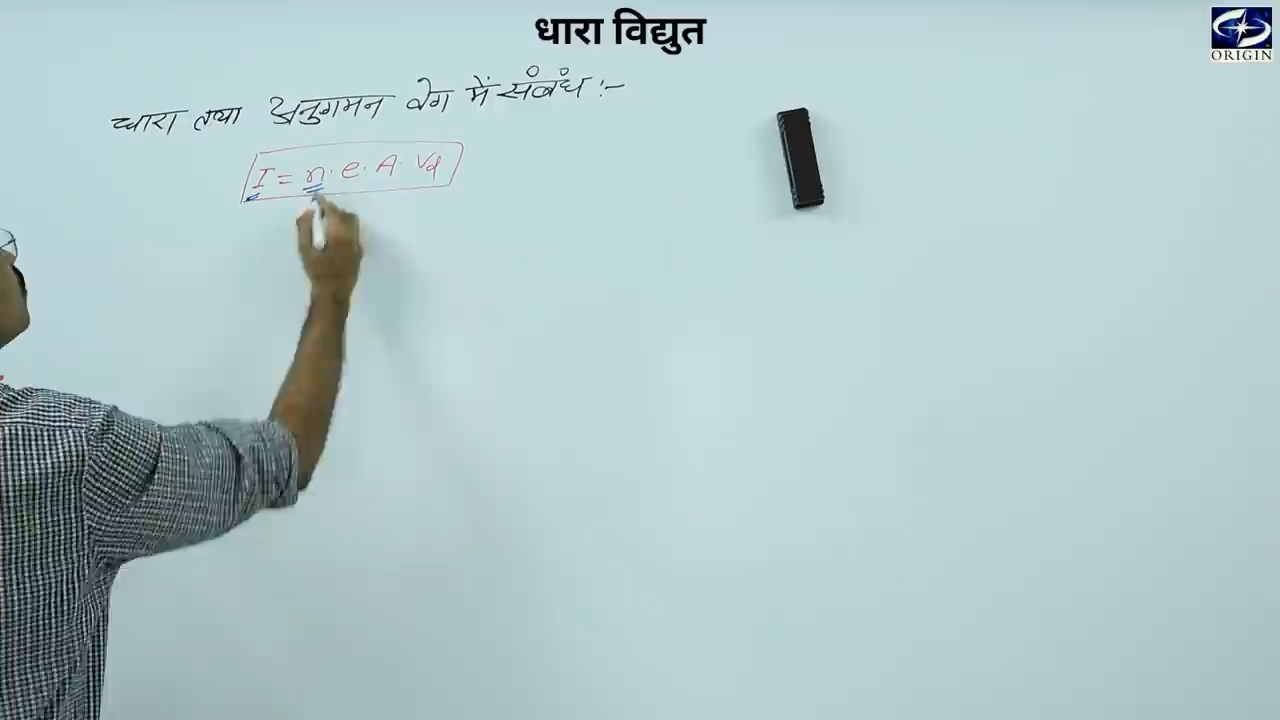 धारा विद्युत
ORIGIN
धारा तथा अनुगमन वेग में संबंध :-
I = n. e. A. Vd